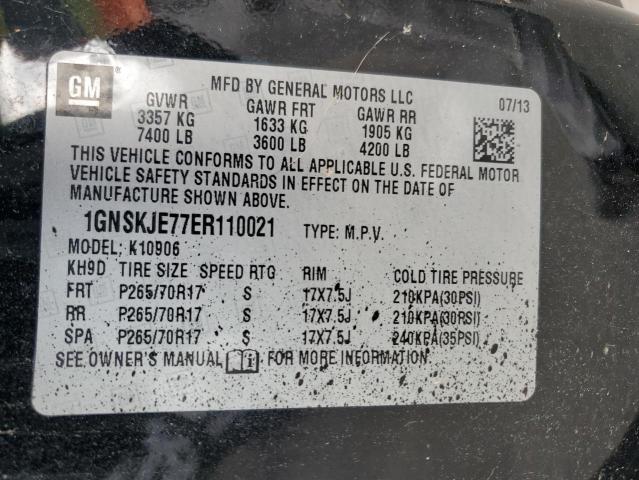 GM
®
MFD BY GENERAL MOTORS LLC
07/13
GVWR GAWR FRT GAWR RR
3357 KG 1633 KG 1905 KG
7400 LB 3600 LB 4200 LB
THIS VEHICLE CONFORMS TO ALL APPLICABLE U.S. FEDERAL MOTOR
VEHICLE SAFETY STANDARDS IN EFFECT ON THE DATE OF
MANUFACTURE SHOWN ABOVE.
1GNSKJE77ER110021 TYPE: M.P.V.
MODEL: K10906
KH9D TIRE SIZE SPEED RTG RIM COLD TIRE PRESSURE
FRT P265/70R17 S 17X7.5J 210KPA(30PSI)
RR P265/70R17 S 17X7.5J 210KPA(30PSI)
SPA P265/70R17 S 17X7.5J 240KPA(35PSI)
SEE OWNER'S MANUAL FOR MORE INFORMATION.